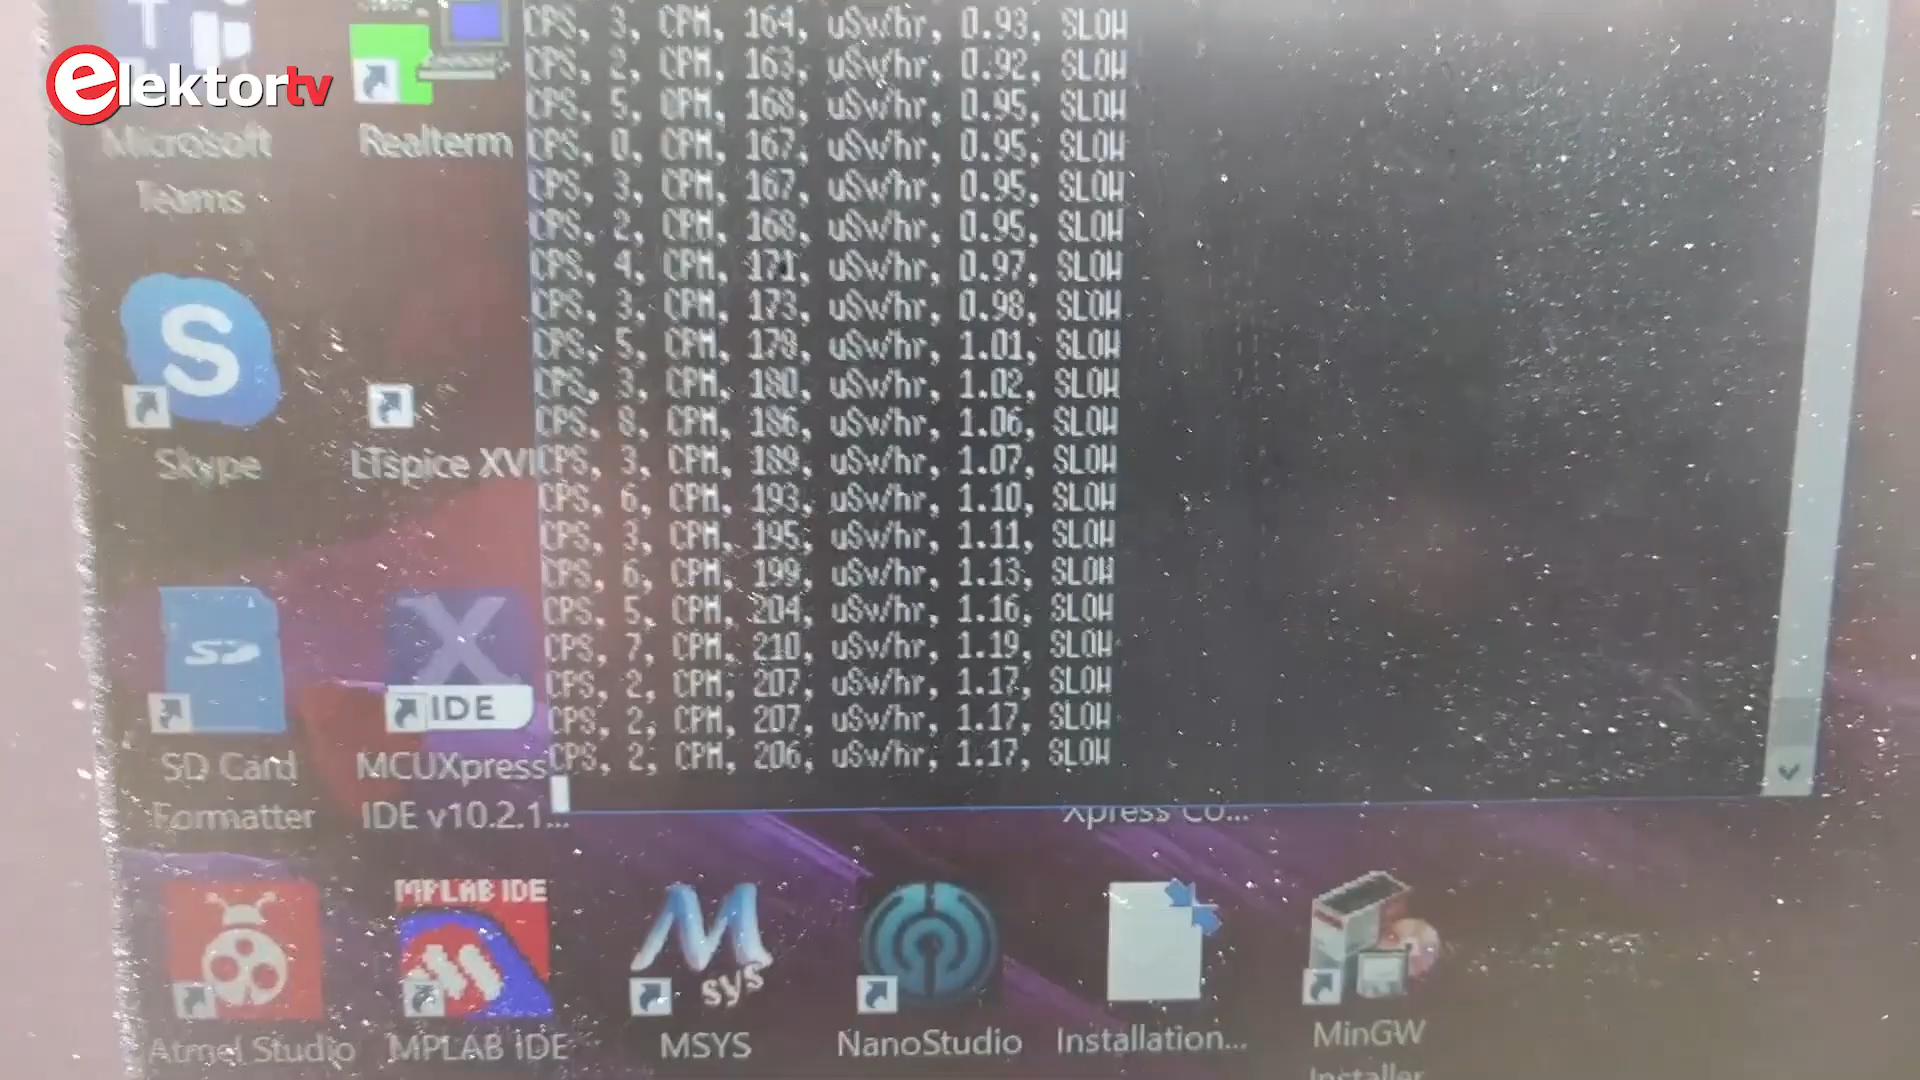 elektortv
Microsoft
Teams
Realterm
Skype
LTspice XVI
SD
SD Card
Formatter
IDE
MCUXpresso
IDE v10.2.1...
CPS, 3, CPM, 164, uSv/hr, 0.93, SLOW
CPS, 2, CPM, 163, uSv/hr, 0.92, SLOW
CPS, 5, CPM, 168, uSv/hr, 0.95, SLOW
CPS, 0, CPM, 167, uSv/hr, 0.95, SLOW
CPS, 3, CPM, 167, uSv/hr, 0.95, SLOW
CPS, 2, CPM, 168, uSv/hr, 0.95, SLOW
CPS, 4, CPM, 171, uSv/hr, 0.97, SLOW
CPS, 3, CPM, 173, uSv/hr, 0.98, SLOW
CPS, 5, CPM, 178, uSv/hr, 1.01, SLOW
CPS, 3, CPM, 180, uSv/hr, 1.02, SLOW
CPS, 8, CPM, 186, uSv/hr, 1.06, SLOW
CPS, 3, CPM, 189, uSv/hr, 1.07, SLOW
CPS, 6, CPM, 193, uSv/hr, 1.10, SLOW
CPS, 3, CPM, 195, uSv/hr, 1.11, SLOW
CPS, 6, CPM, 199, uSv/hr, 1.13, SLOW
CPS, 5, CPM, 204, uSv/hr, 1.16, SLOW
CPS, 7, CPM, 210, uSv/hr, 1.19, SLOW
CPS, 2, CPM, 207, uSv/hr, 1.17, SLOW
CPS, 2, CPM, 207, uSv/hr, 1.17, SLOW
CPS, 2, CPM, 206, uSv/hr, 1.17, SLOW
Xpress Co...
Atmel Studio
MPLAB IDE
MPLAB IDE
M
sys
MSYS
NanoStudio
Installation...
MinGW
Installer